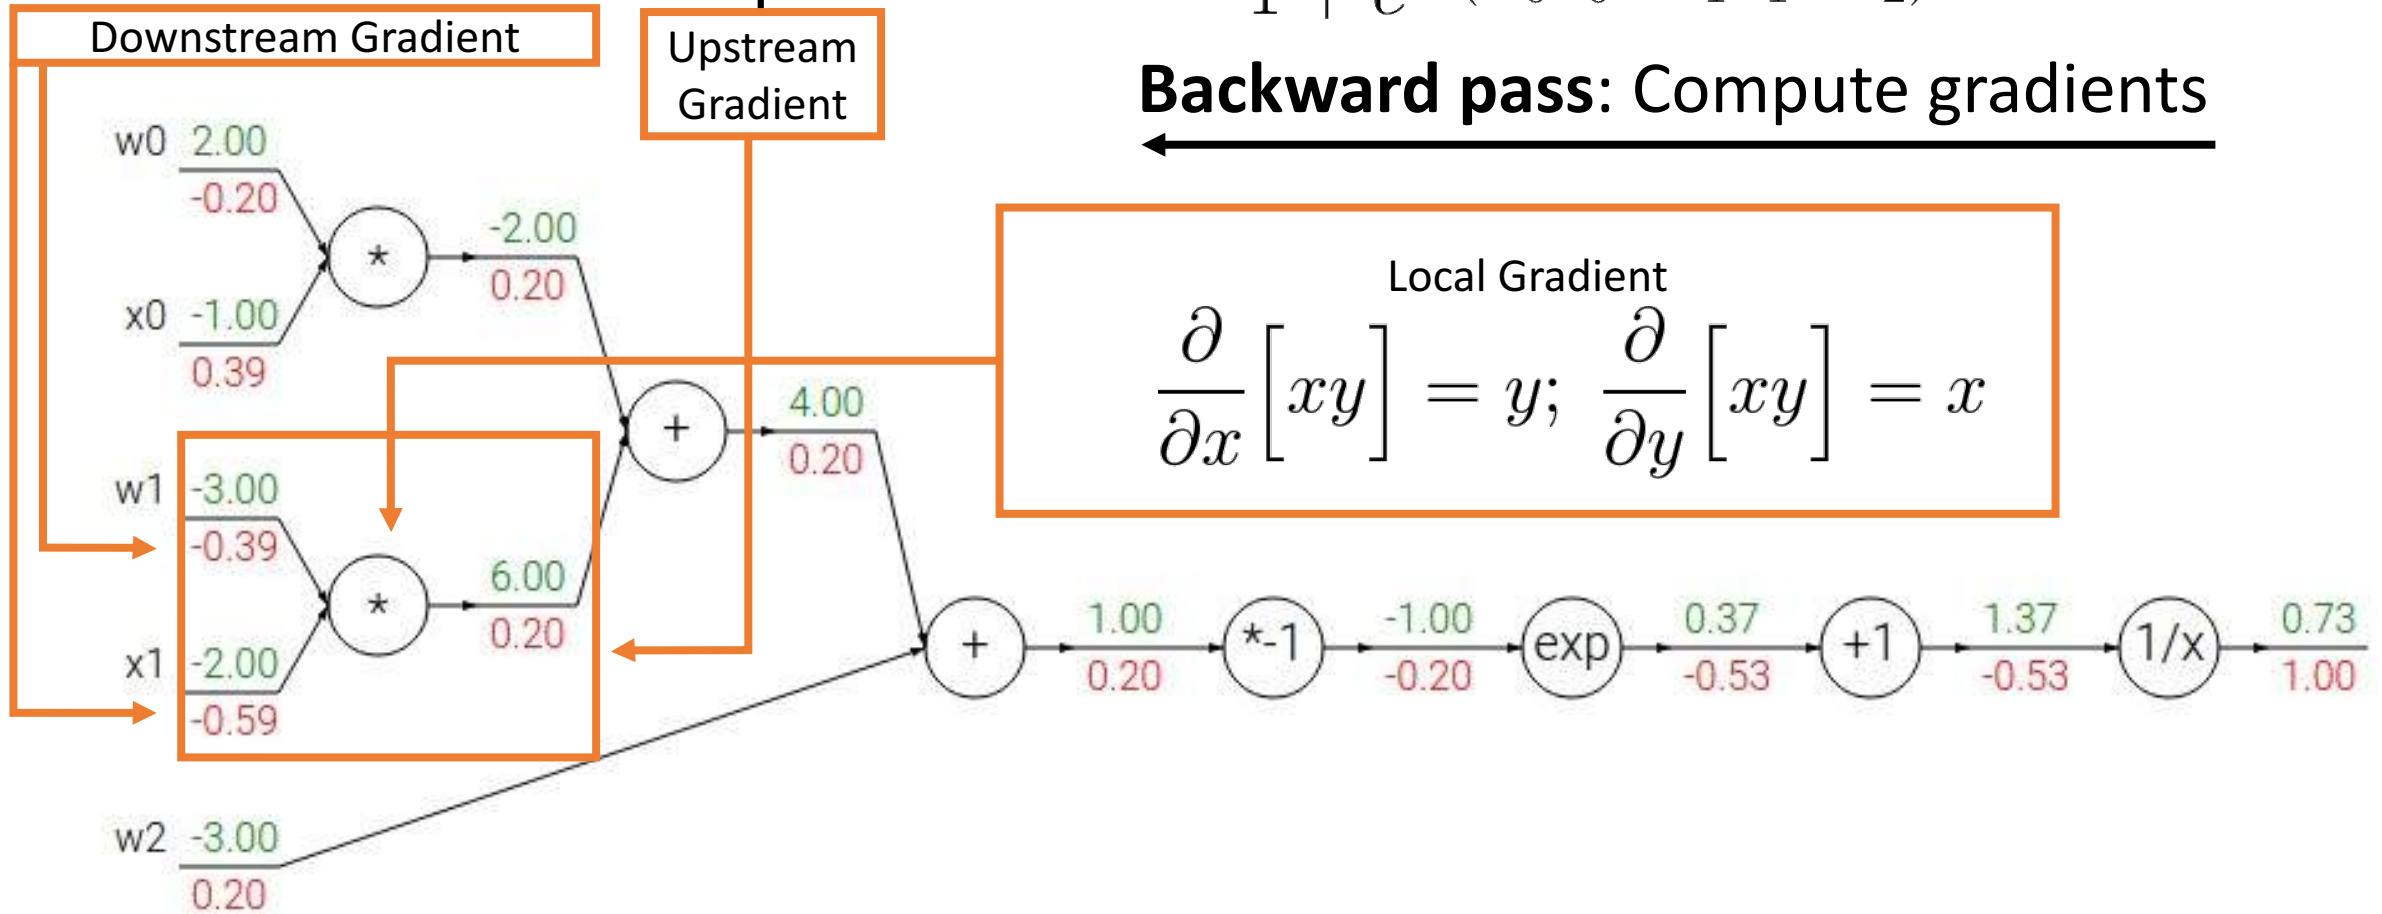 Downstream Gradient
Upstream
Gradient
Backward pass: Compute gradients
w0 2.00
-0.20
* -2.00
0.20
x0 -1.00
0.39
Local Gradient
∂/∂x [xy] = y; ∂/∂y [xy] = x
+ 4.00
0.20
w1 -3.00
-0.39
* 6.00
0.20
x1 -2.00
-0.59
+ 1.00 *-1 -1.00 exp 0.37 +1 1.37 1/x 0.73
0.20 -0.20 -0.53 -0.53 1.00
w2 -3.00
0.20